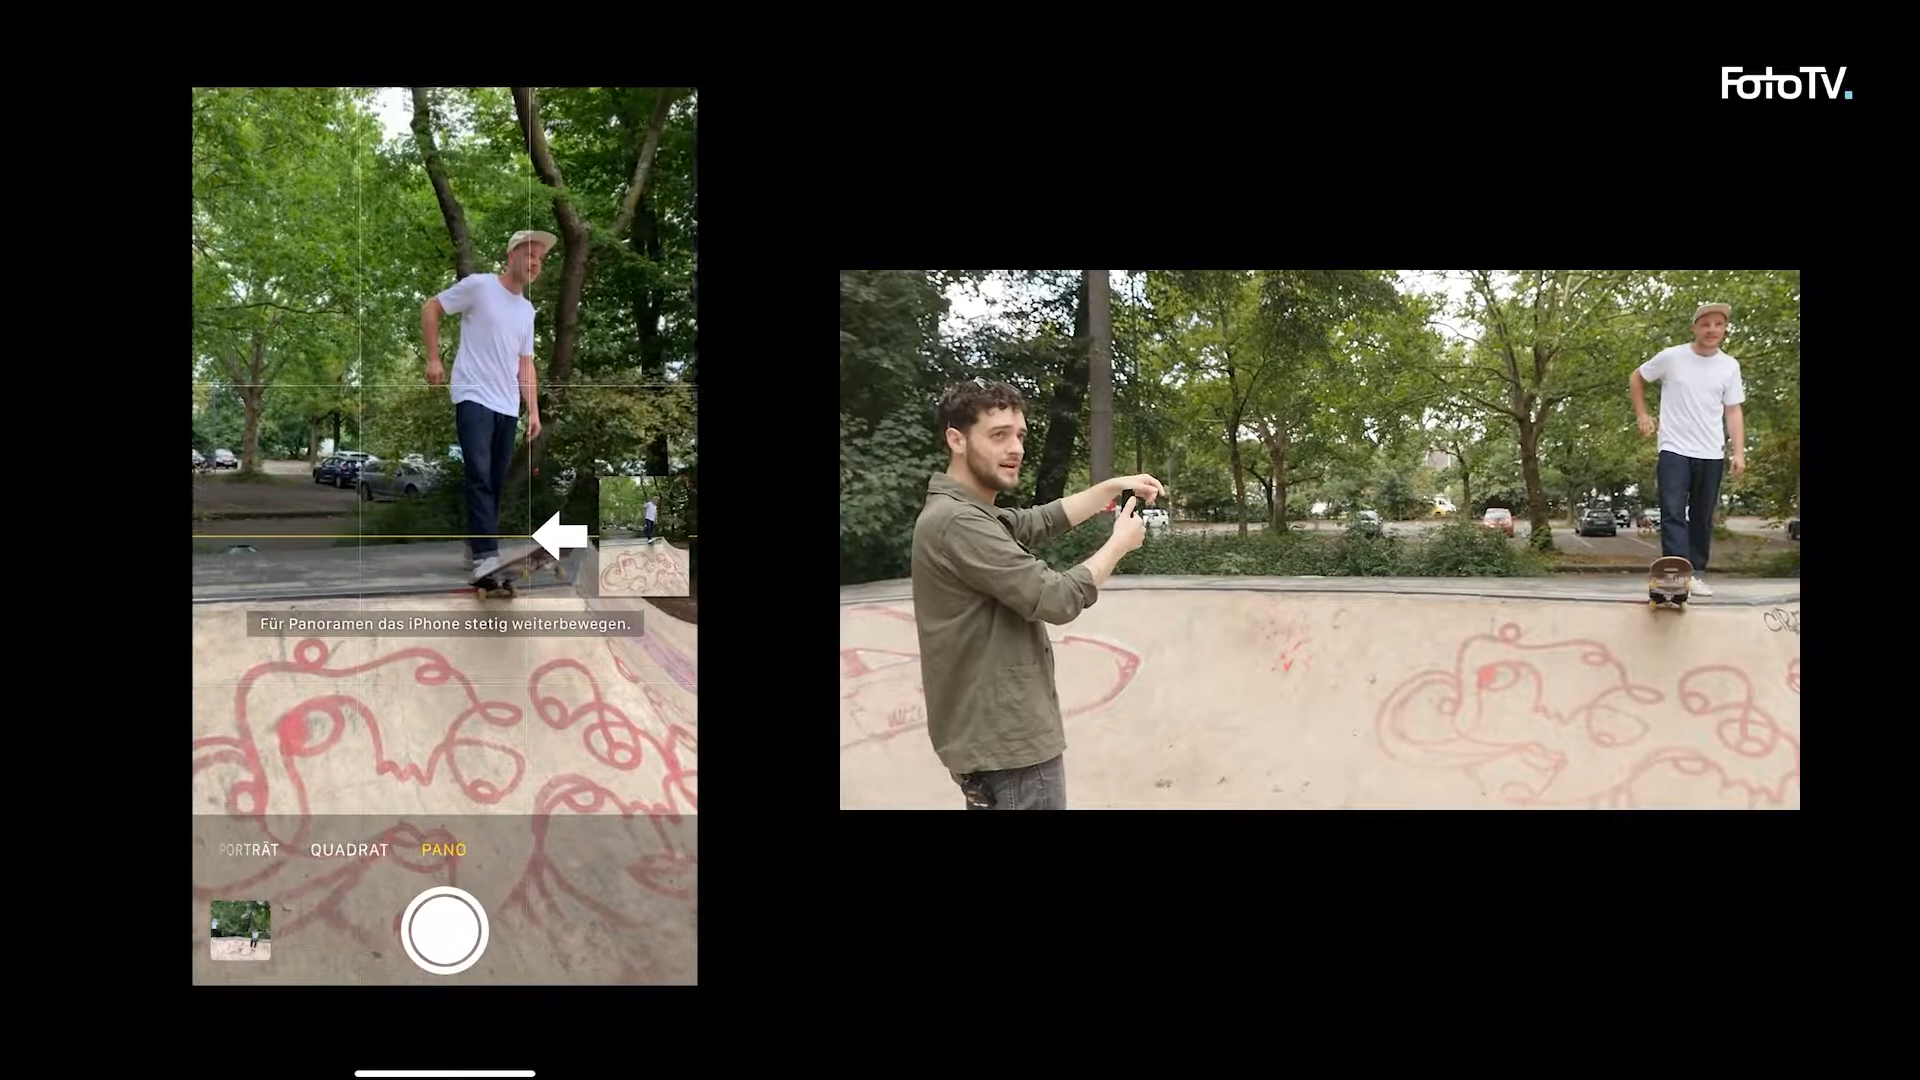 FotoTV.
Für Panoramen das iPhone stetig weiterbewegen.
PORTRÄT QUADRAT PANO